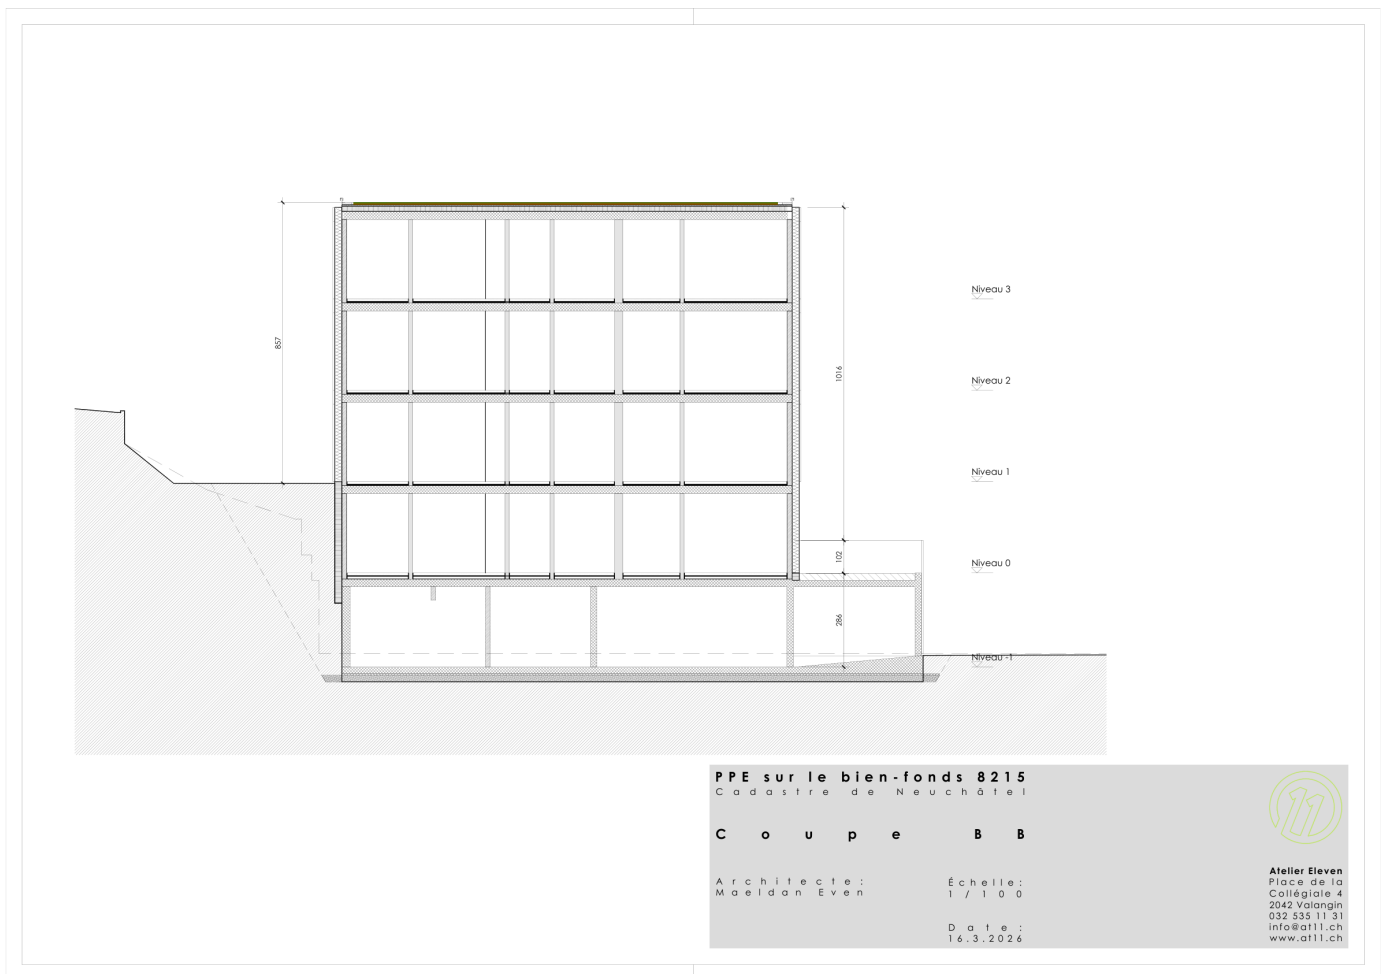 857
1016
102
286
Niveau 3
Niveau 2
Niveau 1
Niveau 0
Niveau -1
PPE sur le bien-fonds 8215
Cadastre de Neuchâtel
Coupe BB
Architecte:
Maeldan Even
Échelle:
1/100
Date:
16.3.2026
11
Atelier Eleven
Place de la
Collégiale 4
2042 Valangin
032 535 11 31
info@at11.ch
www.at11.ch